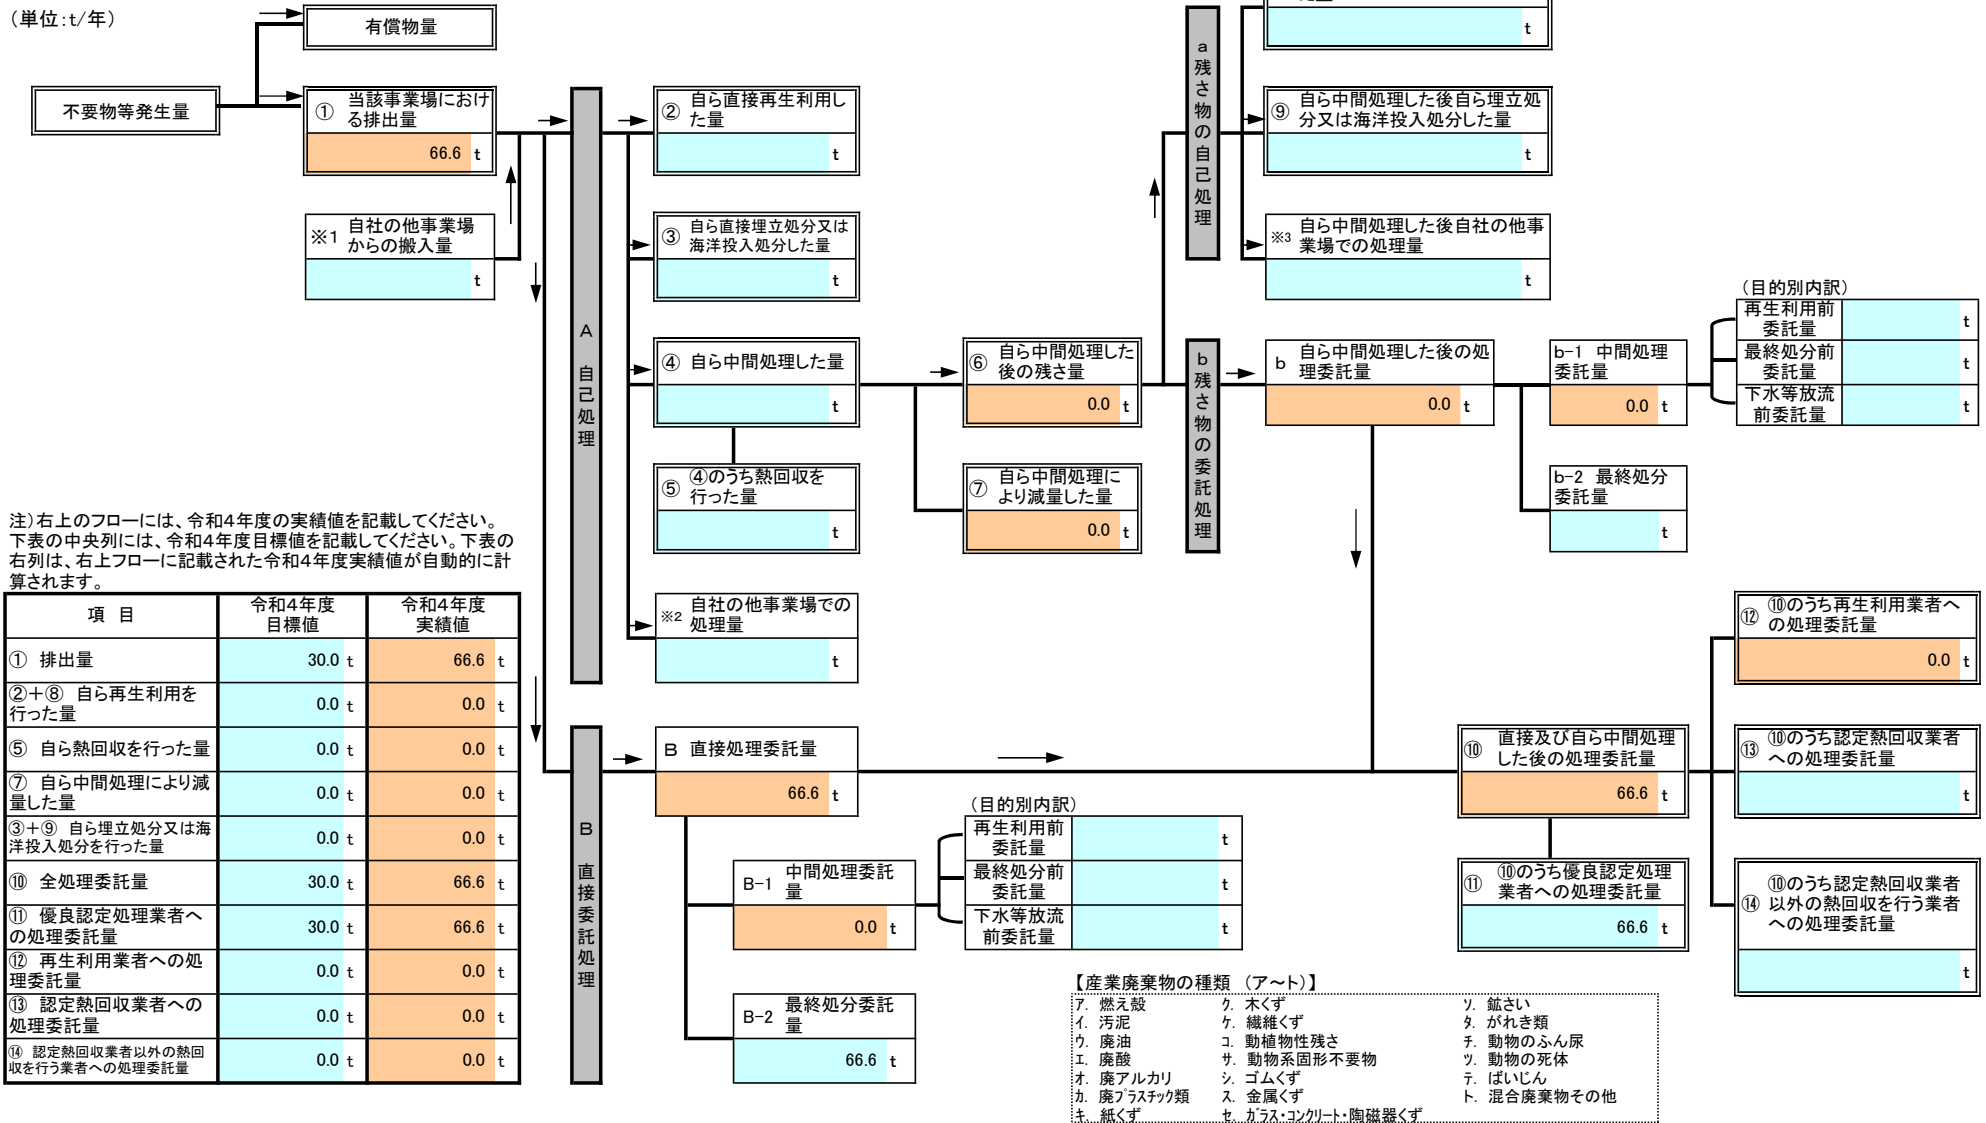 （単位：t/年）
有償物量
不要物等発生量
① 当該事業場におけ
る排出量
66.6 t
※1 自社の他事業場
からの搬入量
t
A 自己処理
② 自ら直接再生利用し
た量
t
③ 自ら直接埋立処分又は
海洋投入処分した量
t
④ 自ら中間処理した量
t
⑤ ④のうち熱回収を
行った量
t
※2 自社の他事業場での
処理量
t
⑥ 自ら中間処理した
後の残さ量
0.0 t
⑦ 自ら中間処理に
より減量した量
0.0 t
a 残さ物の自己処理
t
⑨ 自ら中間処理した後自ら埋立処
分又は海洋投入処分した量
t
※3 自ら中間処理した後自社の他事
業場での処理量
t
b 残さ物の委託処理
b 自ら中間処理した後の処
理委託量
0.0 t
b-1 中間処理
委託量
0.0 t
b-2 最終処分
委託量
t
（目的別内訳）
再生利用前
委託量
t
最終処分前
委託量
t
下水等放流
前委託量
t
注）右上のフローには、令和4年度の実績値を記載してください。
下表の中央列には、令和4年度目標値を記載してください。下表の
右列は、右上フローに記載された令和4年度実績値が自動的に計
算されます。
項 目 令和4年度 目標値 令和4年度 実績値
① 排出量 30.0 t 66.6 t
②＋⑧ 自ら再生利用を
行った量 0.0 t 0.0 t
⑤ 自ら熱回収を行った量 0.0 t 0.0 t
⑦ 自ら中間処理により減
量した量 0.0 t 0.0 t
③＋⑨ 自ら埋立処分又は海
洋投入処分を行った量 0.0 t 0.0 t
⑩ 全処理委託量 30.0 t 66.6 t
⑪ 優良認定処理業者へ
の処理委託量 30.0 t 66.6 t
⑫ 再生利用業者への処
理委託量 0.0 t 0.0 t
⑬ 認定熱回収業者への
処理委託量 0.0 t 0.0 t
⑭ 認定熱回収業者以外の熱回
収を行う業者への処理委託量 0.0 t 0.0 t
B 直接委託処理
B 直接処理委託量
66.6 t
B-1 中間処理委託
量
0.0 t
B-2 最終処分委託
量
66.6 t
（目的別内訳）
再生利用前
委託量
t
最終処分前
委託量
t
下水等放流
前委託量
t
⑩ 直接及び自ら中間処理
した後の処理委託量
66.6 t
⑪ ⑩のうち優良認定処理
業者への処理委託量
66.6 t
⑫ ⑩のうち再生利用業者へ
の処理委託量
0.0 t
⑬ ⑩のうち認定熱回収業者
への処理委託量
t
⑭ ⑩のうち認定熱回収業者
以外の熱回収を行う業者
への処理委託量
t
【産業廃棄物の種類 （ア～ト）】
ア. 燃え殻 ク. 木くず ソ. 鉱さい
イ. 汚泥 ケ. 繊維くず タ. がれき類
ウ. 廃油 コ. 動植物性残さ チ. 動物のふん尿
エ. 廃酸 サ. 動物系固形不要物 ツ. 動物の死体
オ. 廃アルカリ シ. ゴムくず テ. ばいじん
カ. 廃プラスチック類 ス. 金属くず ト. 混合廃棄物その他
キ. 紙くず セ. ガラス・コンクリート・陶磁器くず